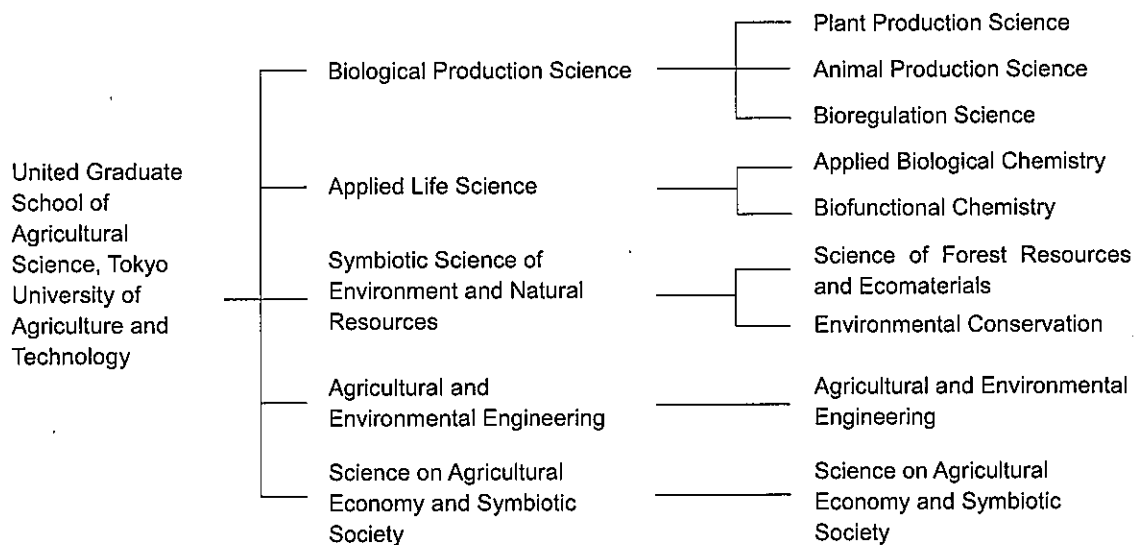 United Graduate
School of
Agricultural
Science, Tokyo
University of
Agriculture and
Technology
Biological Production Science
Plant Production Science
Animal Production Science
Bioregulation Science
Applied Life Science
Applied Biological Chemistry
Biofunctional Chemistry
Symbiotic Science of
Environment and Natural
Resources
Science of Forest Resources
and Ecomaterials
Environmental Conservation
Agricultural and
Environmental Engineering
Agricultural and Environmental
Engineering
Science on Agricultural
Economy and Symbiotic
Society
Science on Agricultural
Economy and Symbiotic
Society